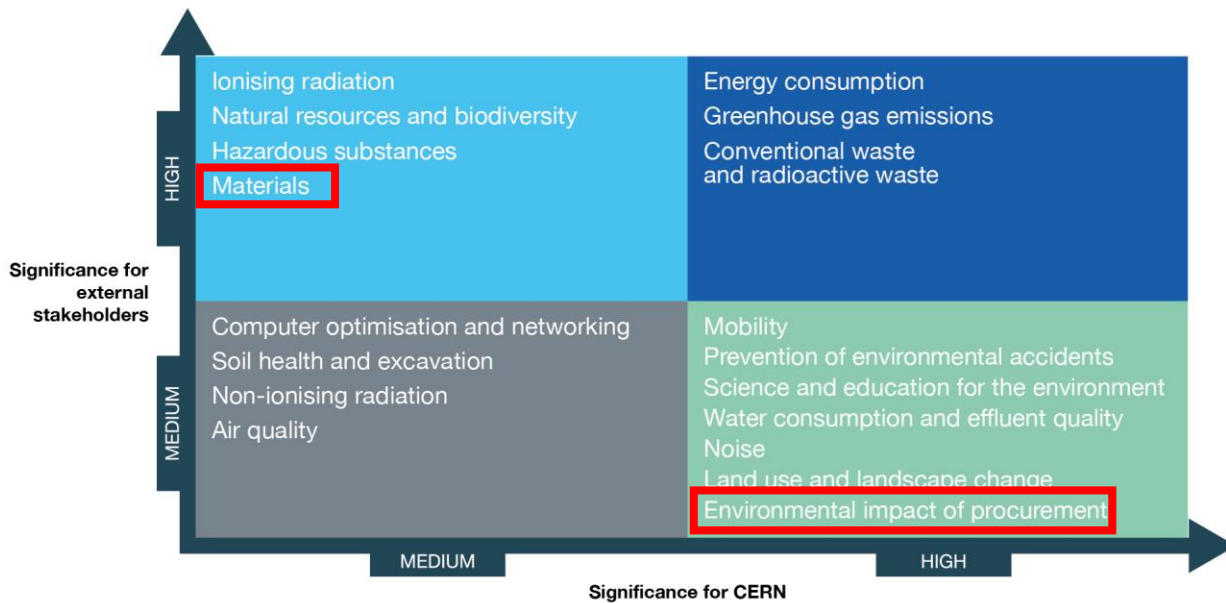 Ionising radiation
Natural resources and biodiversity
Hazardous substances
Materials
Energy consumption
Greenhouse gas emissions
Conventional waste
and radioactive waste
HIGH
Significance for
external
stakeholders
Computer optimisation and networking
Soil health and excavation
Non-ionising radiation
Air quality
Mobility
Prevention of environmental accidents
Science and education for the environment
Water consumption and effluent quality
Noise
Land use and landscape change
Environmental impact of procurement
MEDIUM
MEDIUM
HIGH
Significance for CERN